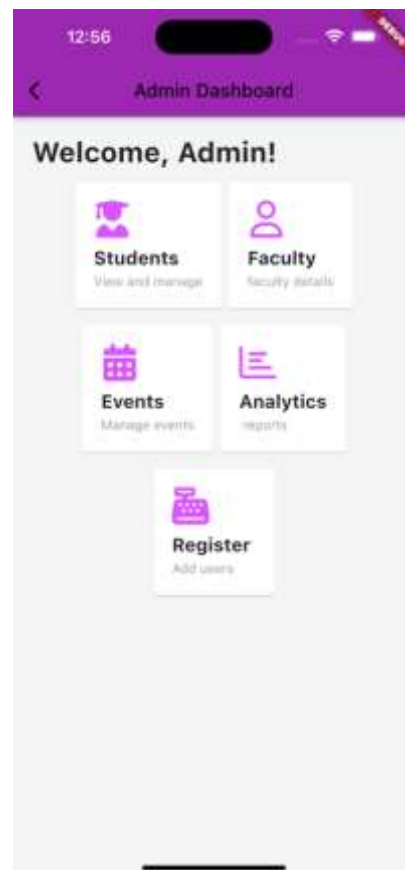 12:56
DEBUG
Admin Dashboard
Welcome, Admin!
Students
View and manage
Faculty
faculty details
Events
Manage events
Analytics
reports
Register
Add users